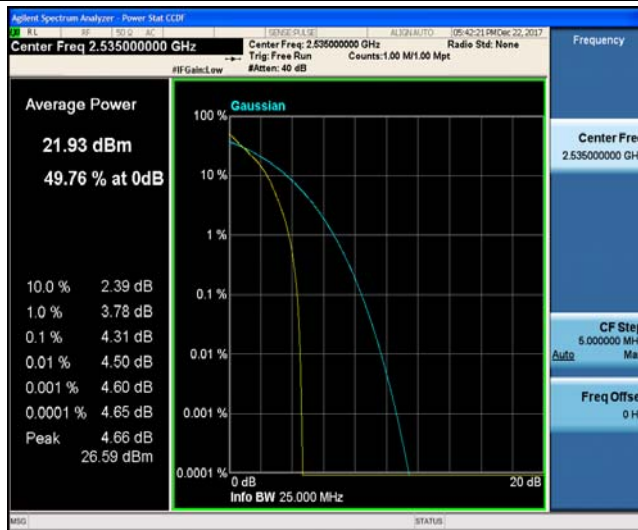 Agilent Spectrum Analyzer - Power Stat CCDF
RL RF 50 Ω AC SENSE:PULSE ALIGN AUTO 05:42:21 PM Dec 22, 2017
Center Freq 2.535000000 GHz
Center Freq: 2.535000000 GHz Radio Std: None
Trig: Free Run Counts:1.00 M/1.00 Mpt
#IFGain:Low #Atten: 40 dB
Frequency
Average Power
21.93 dBm
49.76 % at 0dB
10.0 % 2.39 dB
1.0 % 3.78 dB
0.1 % 4.31 dB
0.01 % 4.50 dB
0.001 % 4.60 dB
0.0001 % 4.65 dB
Peak 4.66 dB
26.59 dBm
Gaussian
100 %
10 %
1 %
0.1 %
0.01 %
0.001 %
0.0001 %
0 dB 20 dB
Info BW 25.000 MHz
Center Fre
2.535000000 GH
CF Step
5.000000 MH
Auto Ma
Freq Offse
0 H
MSG STATUS